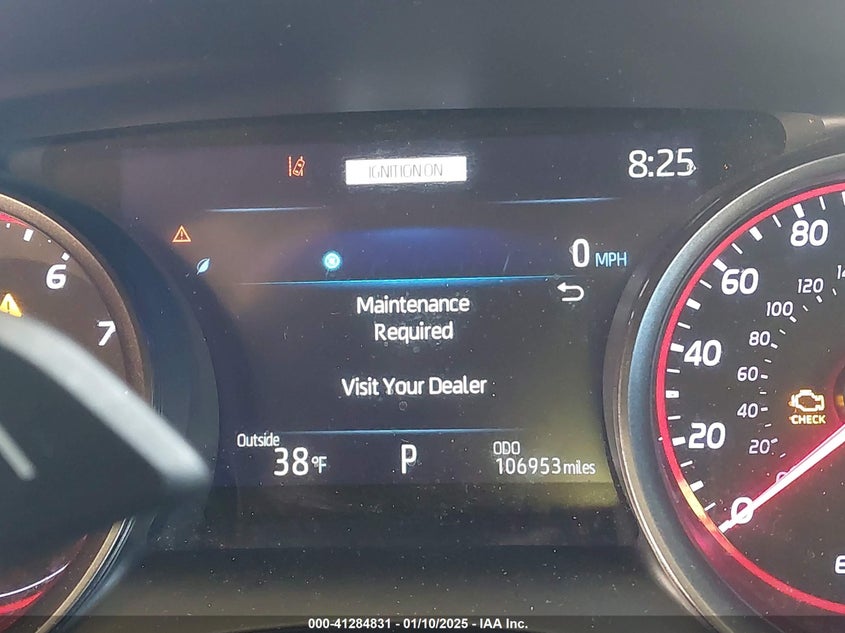 IGNITION ON
8:25
0 MPH
Maintenance
Required
Visit Your Dealer
Outside
38°F
P
ODO
106953 miles
6
7
80
60
40
20
0
120
100
80
60
40
20
CHECK
000-41284831 - 01/10/2025 - IAA Inc.